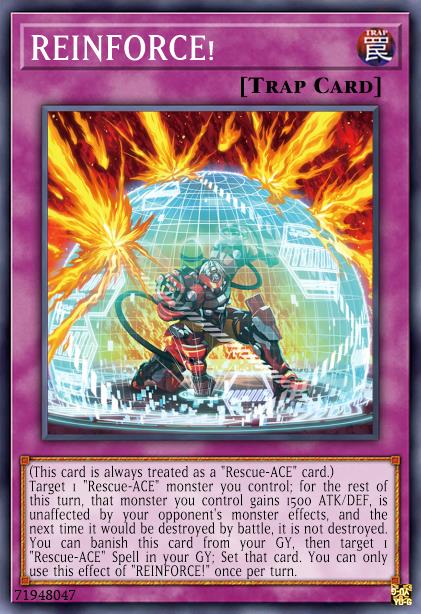 REINFORCE!
TRAP
罠
[TRAP CARD]
(This card is always treated as a "Rescue-ACE" card.)
Target 1 "Rescue-ACE" monster you control; for the rest of
this turn, that monster you control gains 1500 ATK/DEF, is
unaffected by your opponent's monster effects, and the
next time it would be destroyed by battle, it is not destroyed.
You can banish this card from your GY, then target 1
"Rescue-ACE" Spell in your GY; Set that card. You can only
use this effect of "REINFORCE!" once per turn.
71948047